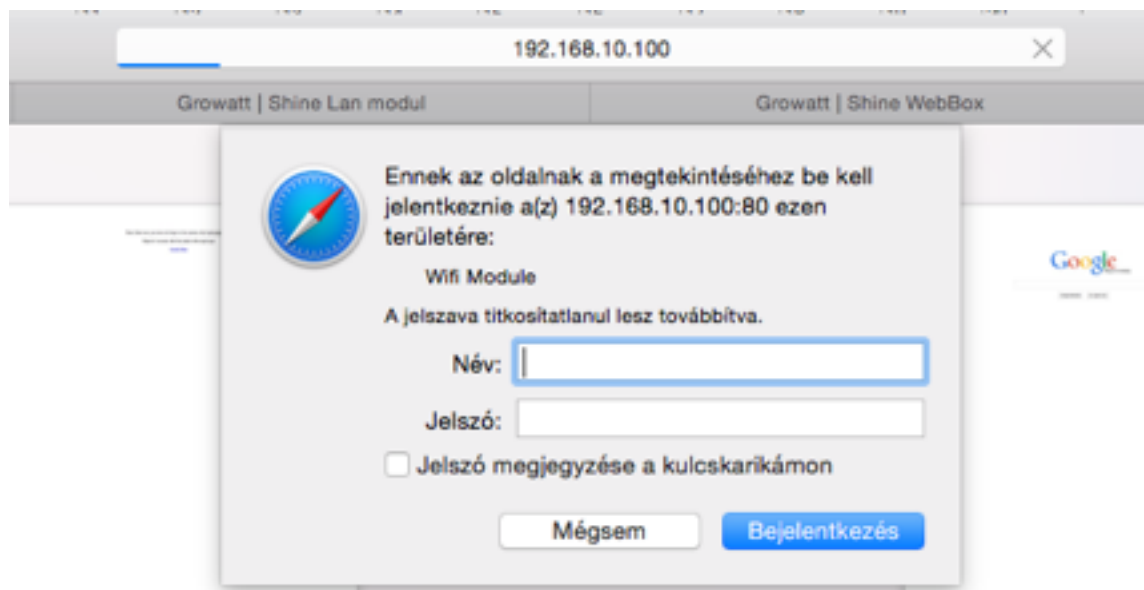 192.168.10.100
Growatt | Shine Lan modul
Growatt | Shine WebBox
Ennek az oldalnak a megtekintéséhez be kell
jelentkeznie a(z) 192.168.10.100:80 ezen
területére:
Wifi Module
A jelszava titkosítatlanul lesz továbbítva.
Név:
Jelszó:
Jelszó megjegyzése a kulcskarikámon
Mégsem
Bejelentkezés
Google